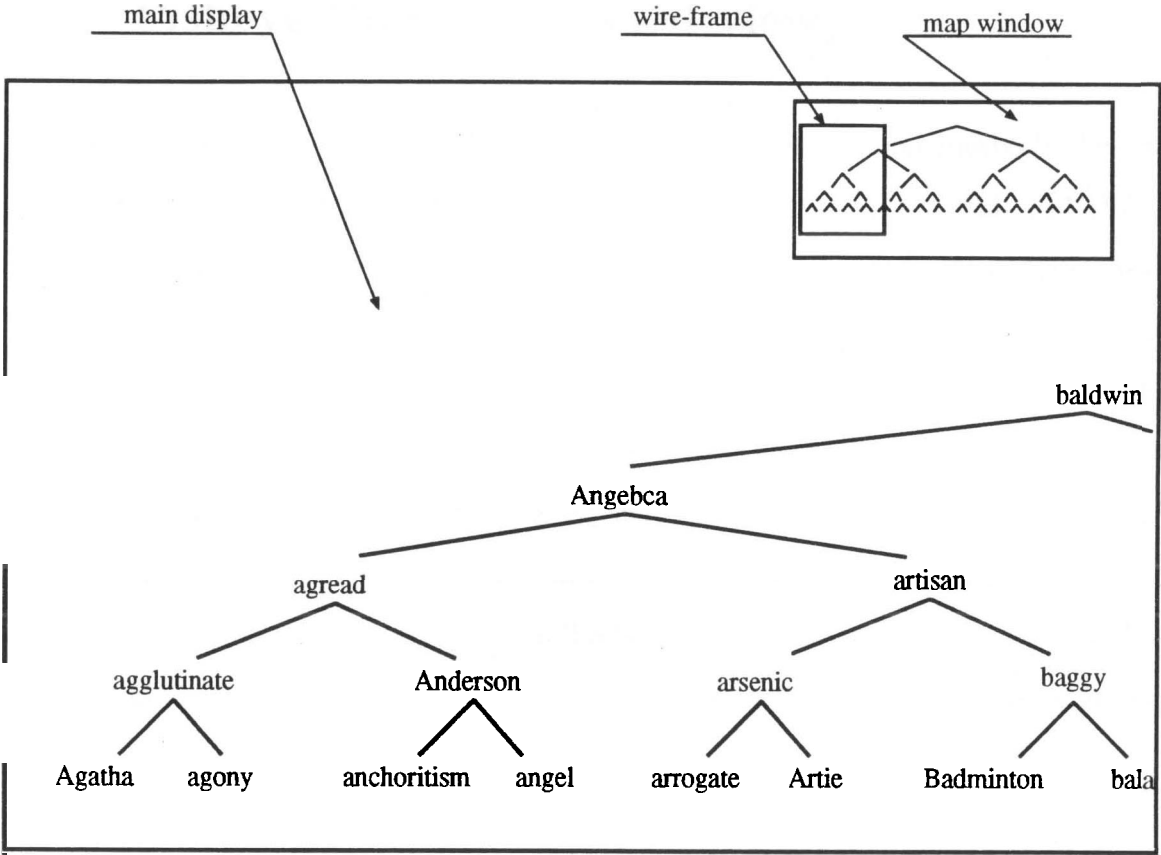 main display
wire-frame
map window
baldwin
Angebca
agread
artisan
agglutinate Anderson arsenic baggy
Agatha agony anchoritism angel arrogate Artie Badminton bala